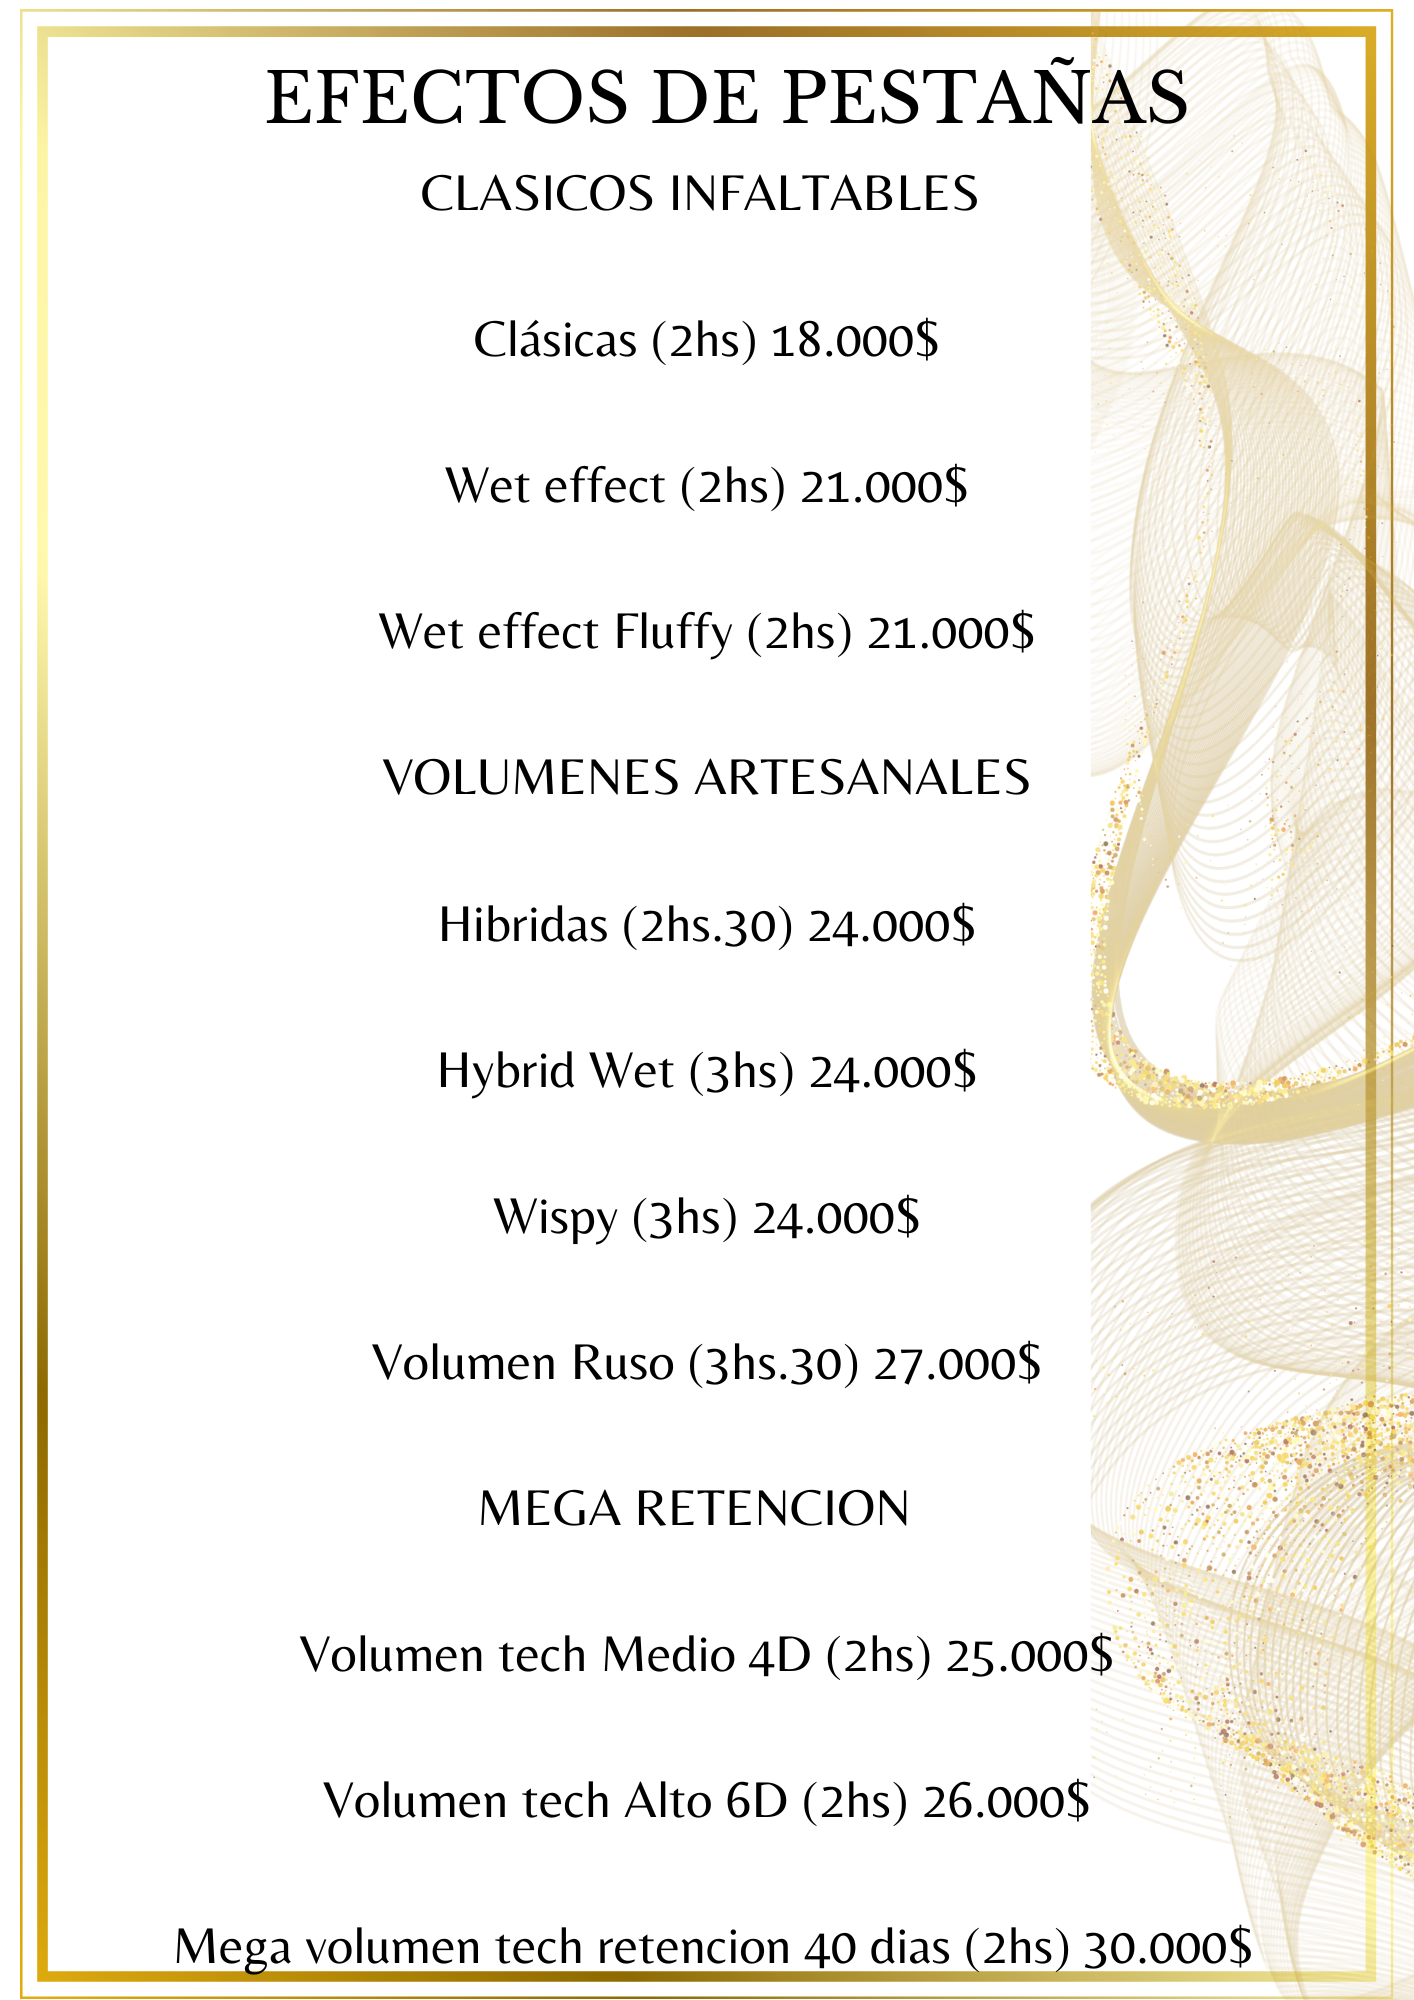 EFECTOS DE PESTAÑAS
CLASICOS INFALTABLES
Clásicas (2hs) 18.000$
Wet effect (2hs) 21.000$
Wet effect Fluffy (2hs) 21.000$
VOLUMENES ARTESANALES
Hibridas (2hs.30) 24.000$
Hybrid Wet (3hs) 24.000$
Wispy (3hs) 24.000$
Volumen Ruso (3hs.30) 27.000$
MEGA RETENCION
Volumen tech Medio 4D (2hs) 25.000$
Volumen tech Alto 6D (2hs) 26.000$
Mega volumen tech retencion 40 dias (2hs) 30.000$